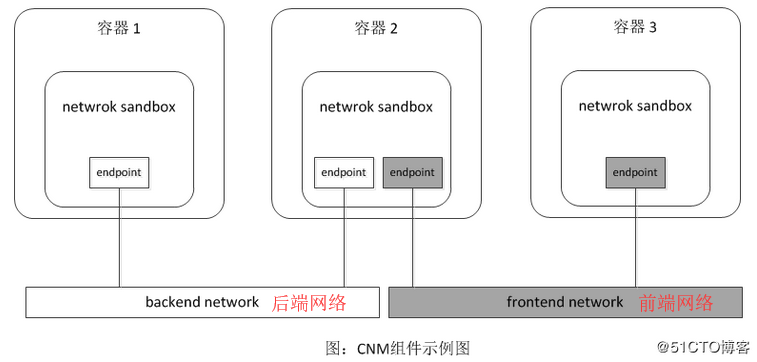 容器 1
容器 2
容器 3
netwrok sandbox
netwrok sandbox
netwrok sandbox
endpoint
endpoint
endpoint
endpoint
backend network 后端网络
frontend network 前端网络
图：CNM组件示例图
@51CTO博客